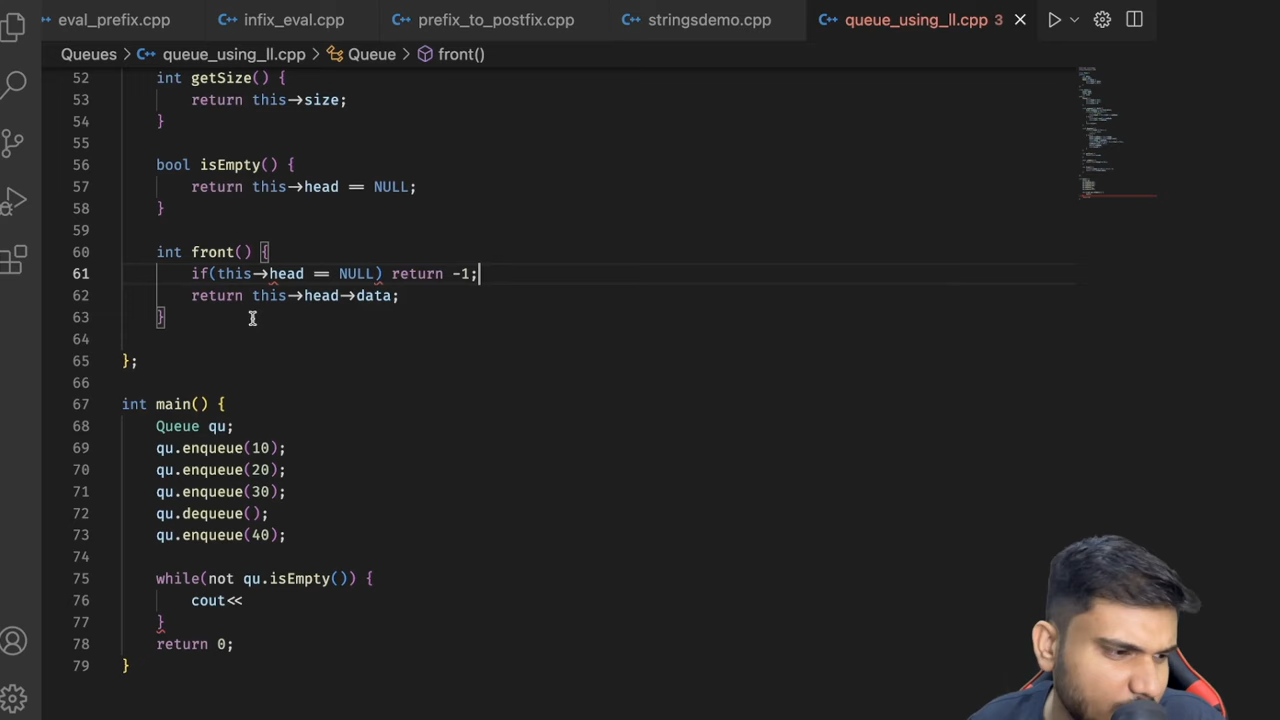 eval_prefix.cpp
infix_eval.cpp
prefix_to_postfix.cpp
stringsdemo.cpp
queue_using_ll.cpp 3
Queues > queue_using_ll.cpp > Queue > front()
52 int getSize() {
53 return this->size;
54 }
55
56 bool isEmpty() {
57 return this->head == NULL;
58 }
59
60 int front() {
61 if(this->head == NULL) return -1;
62 return this->head->data;
63 }
64
65 };
66
67 int main() {
68 Queue qu;
69 qu.enqueue(10);
70 qu.enqueue(20);
71 qu.enqueue(30);
72 qu.dequeue();
73 qu.enqueue(40);
74
75 while(not qu.isEmpty()) {
76 cout<<
77 }
78 return 0;
79 }